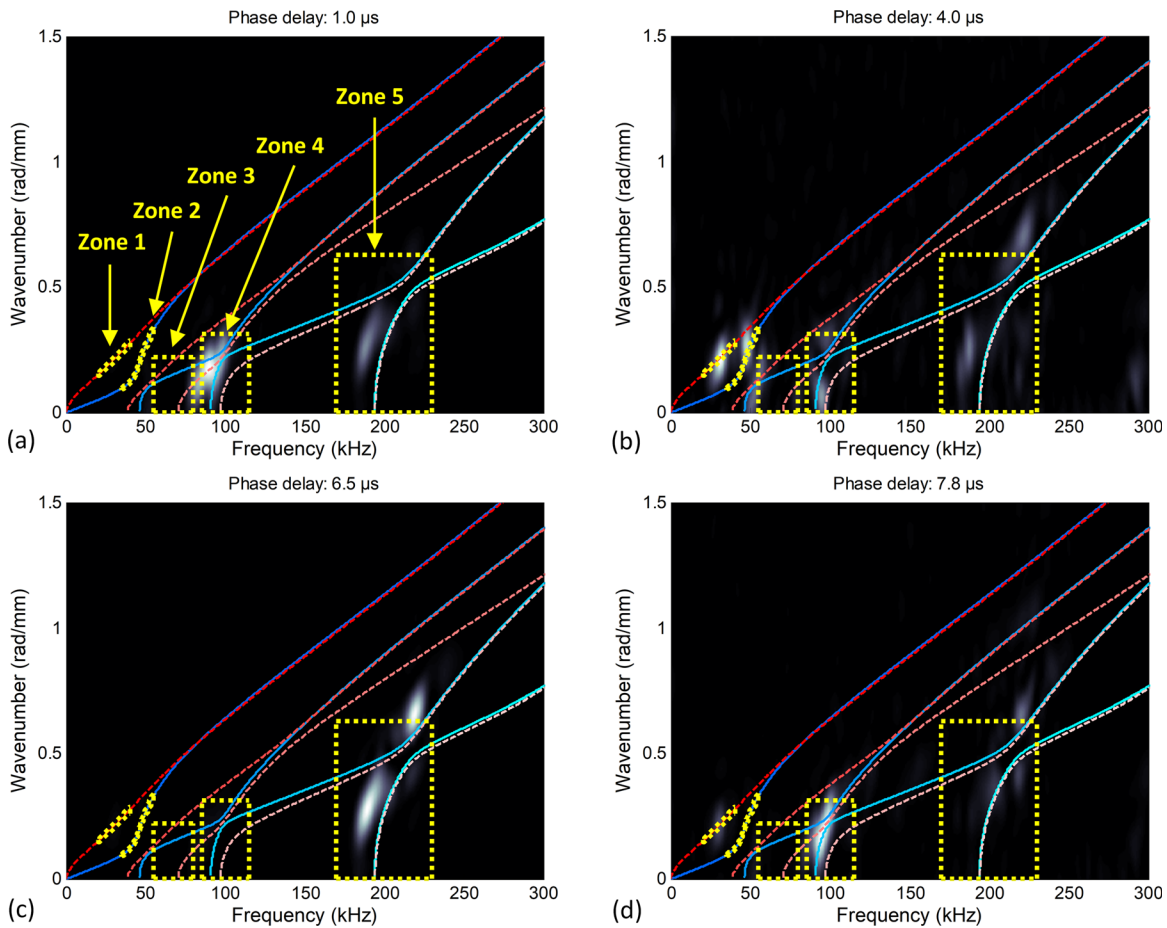 Phase delay: 1.0 µs
1.5
1
0.5
0
Wavenumber (rad/mm)
Zone 5
Zone 4
Zone 3
Zone 2
Zone 1
0 50 100 150 200 250 300
Frequency (kHz)
(a)
Phase delay: 4.0 µs
1.5
1
0.5
0
Wavenumber (rad/mm)
0 50 100 150 200 250 300
Frequency (kHz)
(b)
Phase delay: 6.5 µs
1.5
1
0.5
0
Wavenumber (rad/mm)
0 50 100 150 200 250 300
Frequency (kHz)
(c)
Phase delay: 7.8 µs
1.5
1
0.5
0
Wavenumber (rad/mm)
0 50 100 150 200 250 300
Frequency (kHz)
(d)